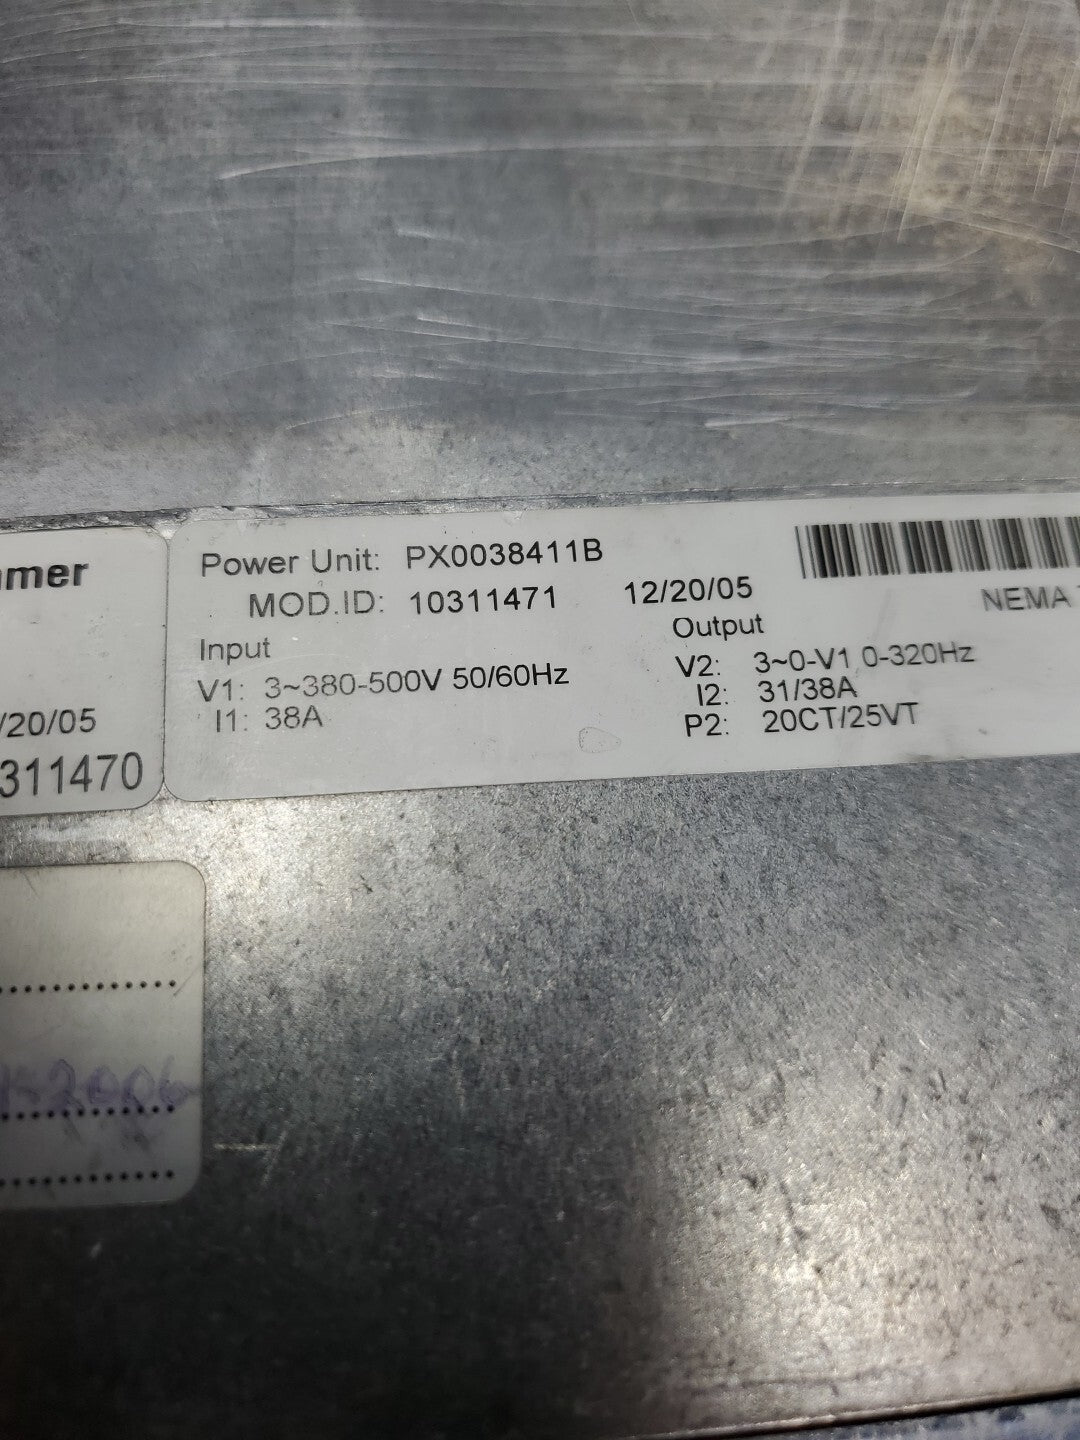 mer
/20/05
311470
Power Unit: PX0038411B
MOD.ID: 10311471 12/20/05
NEMA
Input
V1: 3~380-500V 50/60Hz
I1: 38A
Output
V2: 3~0-V1 0-320Hz
I2: 31/38A
P2: 20CT/25VT
2006